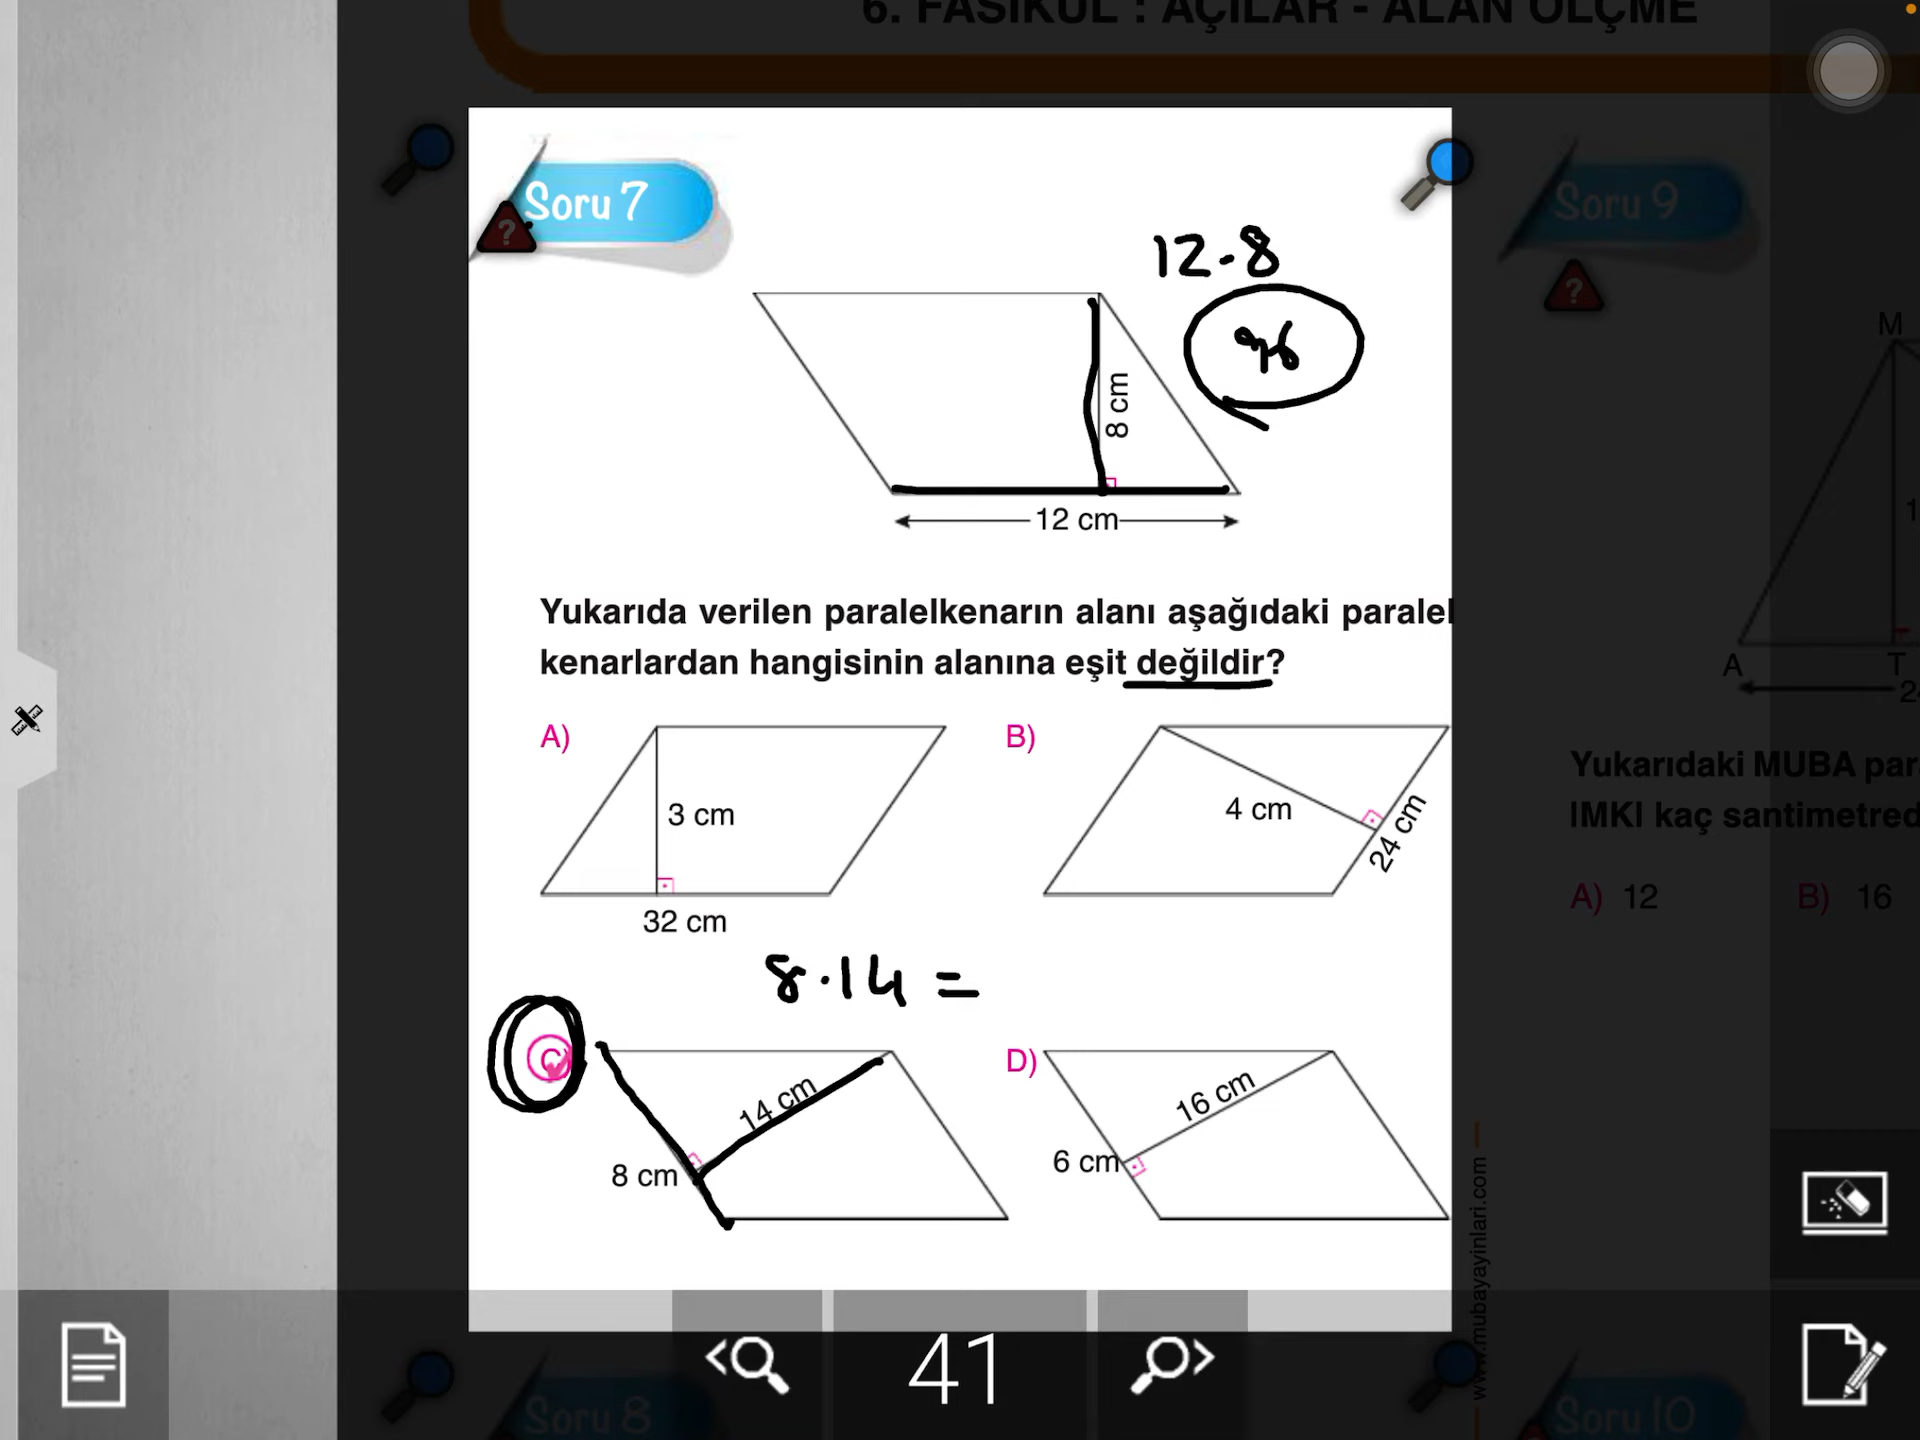 6. FASİKÜL : AÇILAR - ALAN ÖLÇME
Soru 7
?
12.8
96
8 cm
12 cm
Yukarıda verilen paralelkenarın alanı aşağıdaki paralel
kenarlardan hangisinin alanına eşit değildir?
A)
3 cm
32 cm
B)
4 cm
24 cm
8.14 =
C)
14 cm
8 cm
D)
16 cm
6 cm
Soru 9
?
M
1
A
T
2
Yukarıdaki MUBA par
IMKI kaç santimetred
A) 12
B) 16
www.mubayayinlari.com
< 41 >
Soru 8
Soru 10